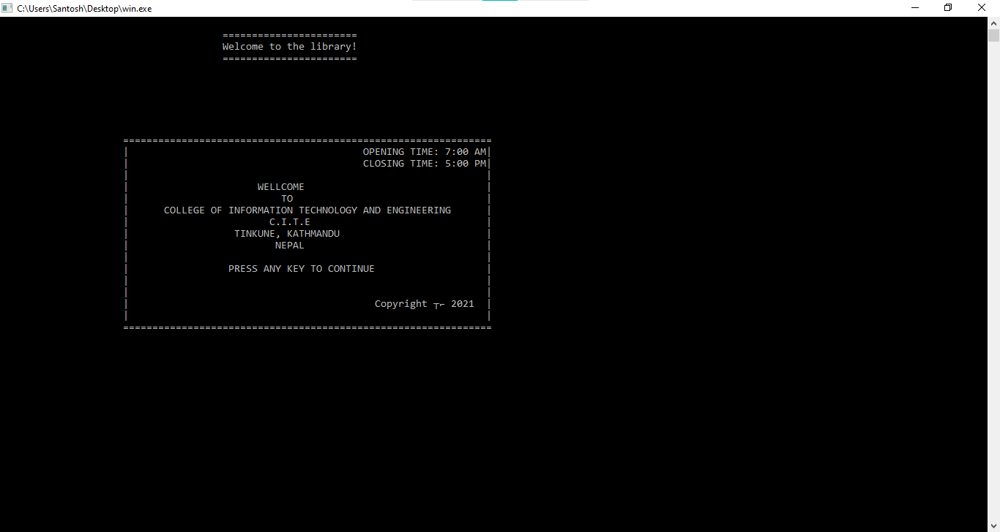 C:\Users\Santosh\Desktop\win.exe
=======================
Welcome to the library!
=======================
===============================================================
| OPENING TIME: 7:00 AM|
| CLOSING TIME: 5:00 PM|
| |
| WELLCOME |
| TO |
| COLLEGE OF INFORMATION TECHNOLOGY AND ENGINEERING |
| C.I.T.E |
| TINKUNE, KATHMANDU |
| NEPAL |
| |
| PRESS ANY KEY TO CONTINUE |
| |
| |
| Copyright ┬⌐ 2021 |
| |
===============================================================